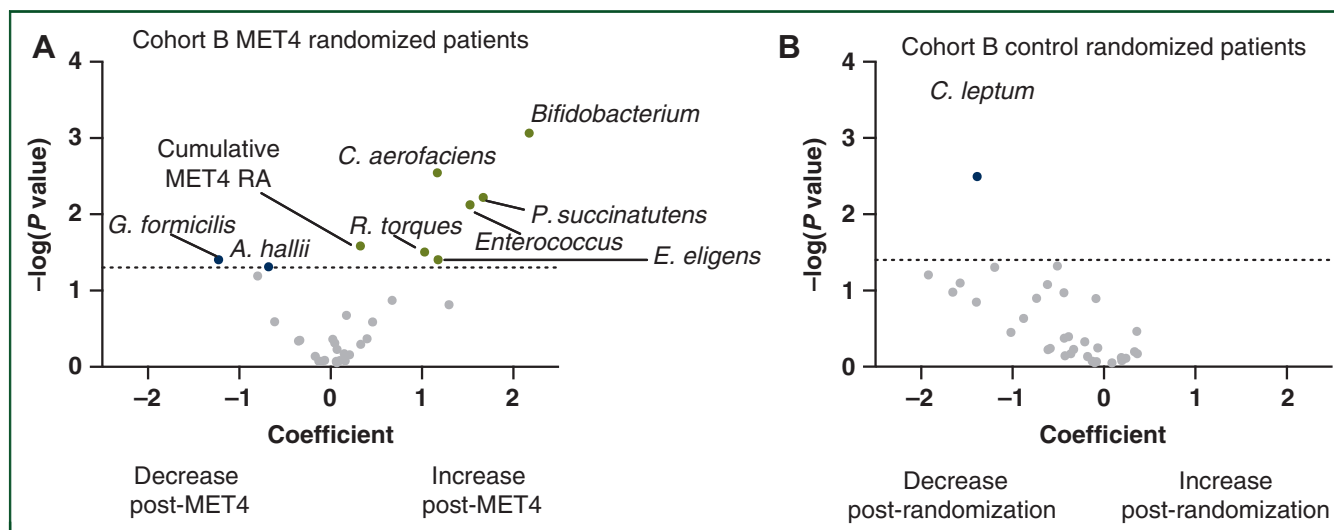 A
Cohort B MET4 randomized patients
4
3
2
1
0
–log(P value)
Bifidobacterium
C. aerofaciens
Cumulative
MET4 RA
P. succinatutens
G. formicilis
R. torques
A. hallii
Enterococcus
E. eligens
–2
–1
0
1
2
Coefficient
Decrease
post-MET4
Increase
post-MET4
B
Cohort B control randomized patients
4
3
2
1
0
–log(P value)
C. leptum
–2
–1
0
1
2
Coefficient
Decrease
post-randomization
Increase
post-randomization